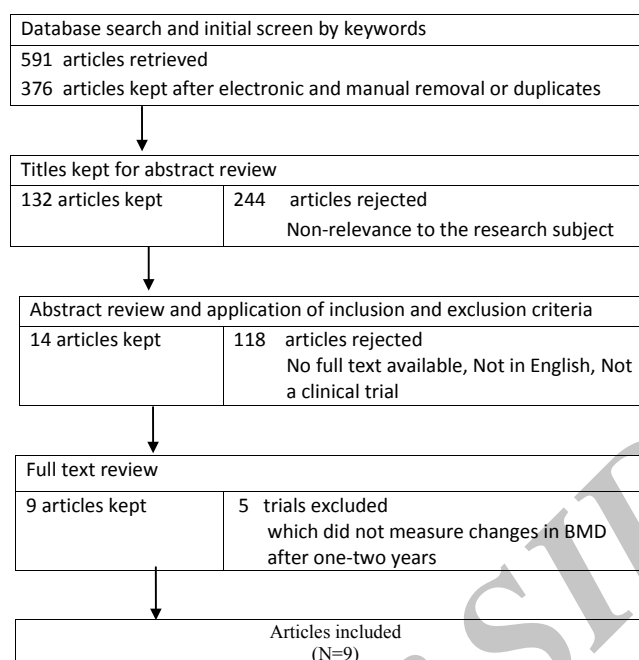 Database search and initial screen by keywords
591 articles retrieved
376 articles kept after electronic and manual removal or duplicates
Titles kept for abstract review
132 articles kept
244 articles rejected
Non-relevance to the research subject
Abstract review and application of inclusion and exclusion criteria
14 articles kept
118 articles rejected
No full text available, Not in English, Not
a clinical trial
Full text review
9 articles kept
5 trials excluded
which did not measure changes in BMD
after one-two years
Articles included
(N=9)